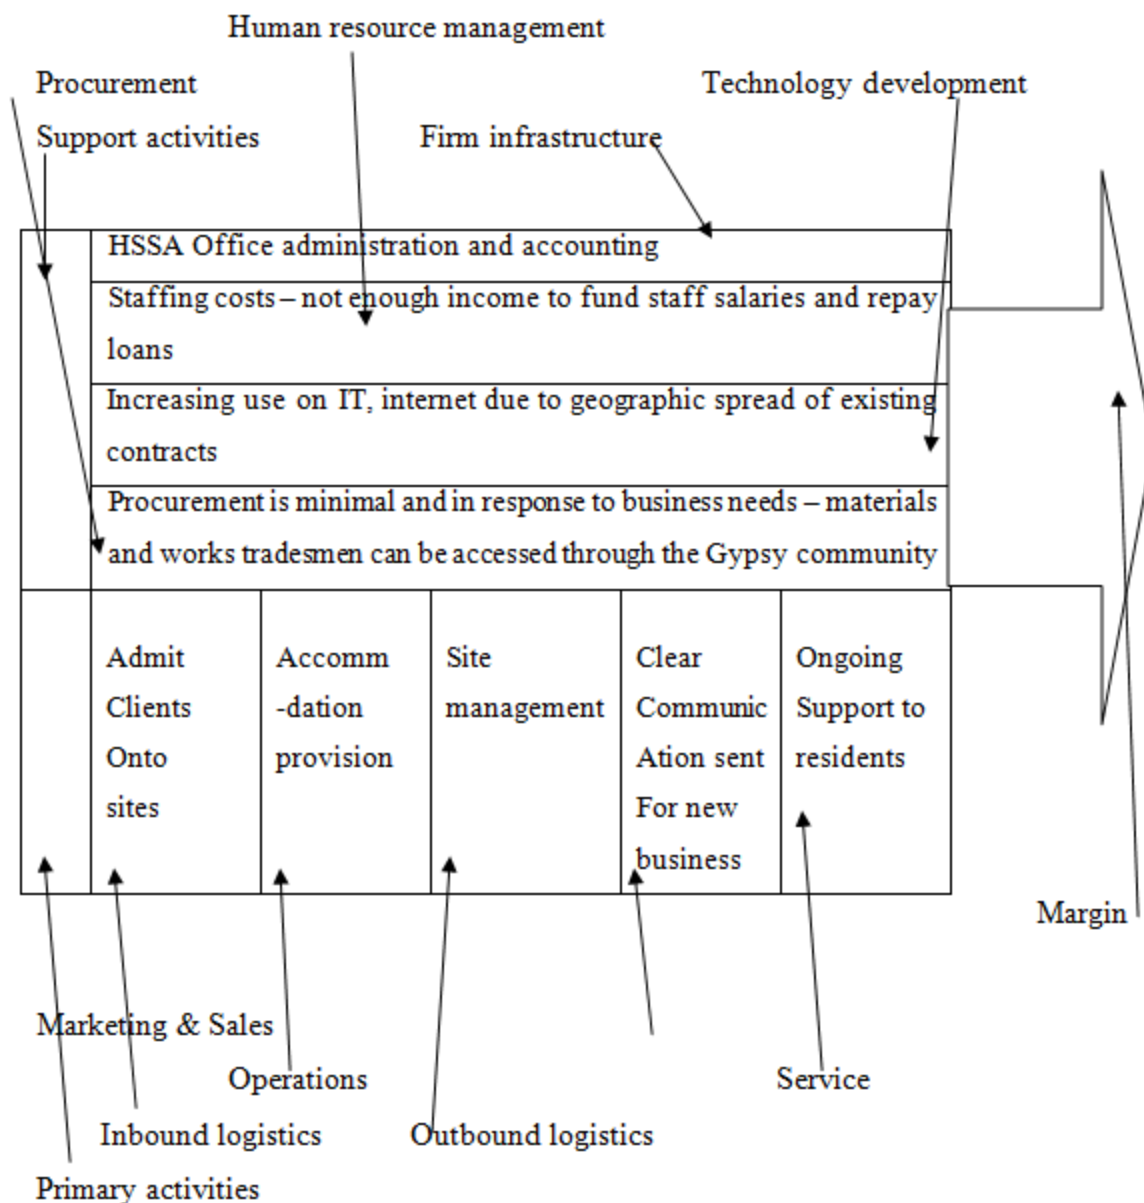 Human resource management
Procurement
Technology development
Support activities
Firm infrastructure
HSSA Office administration and accounting
Staffing costs – not enough income to fund staff salaries and repay
loans
Increasing use on IT, internet due to geographic spread of existing
contracts
Procurement is minimal and in response to business needs – materials
and works tradesmen can be accessed through the Gypsy community
Admit
Clients
Onto
sites
Accomm
-dation
provision
Site
management
Clear
Communic
Ation sent
For new
business
Ongoing
Support to
residents
Margin
Marketing & Sales
Operations
Service
Inbound logistics
Outbound logistics
Primary activities